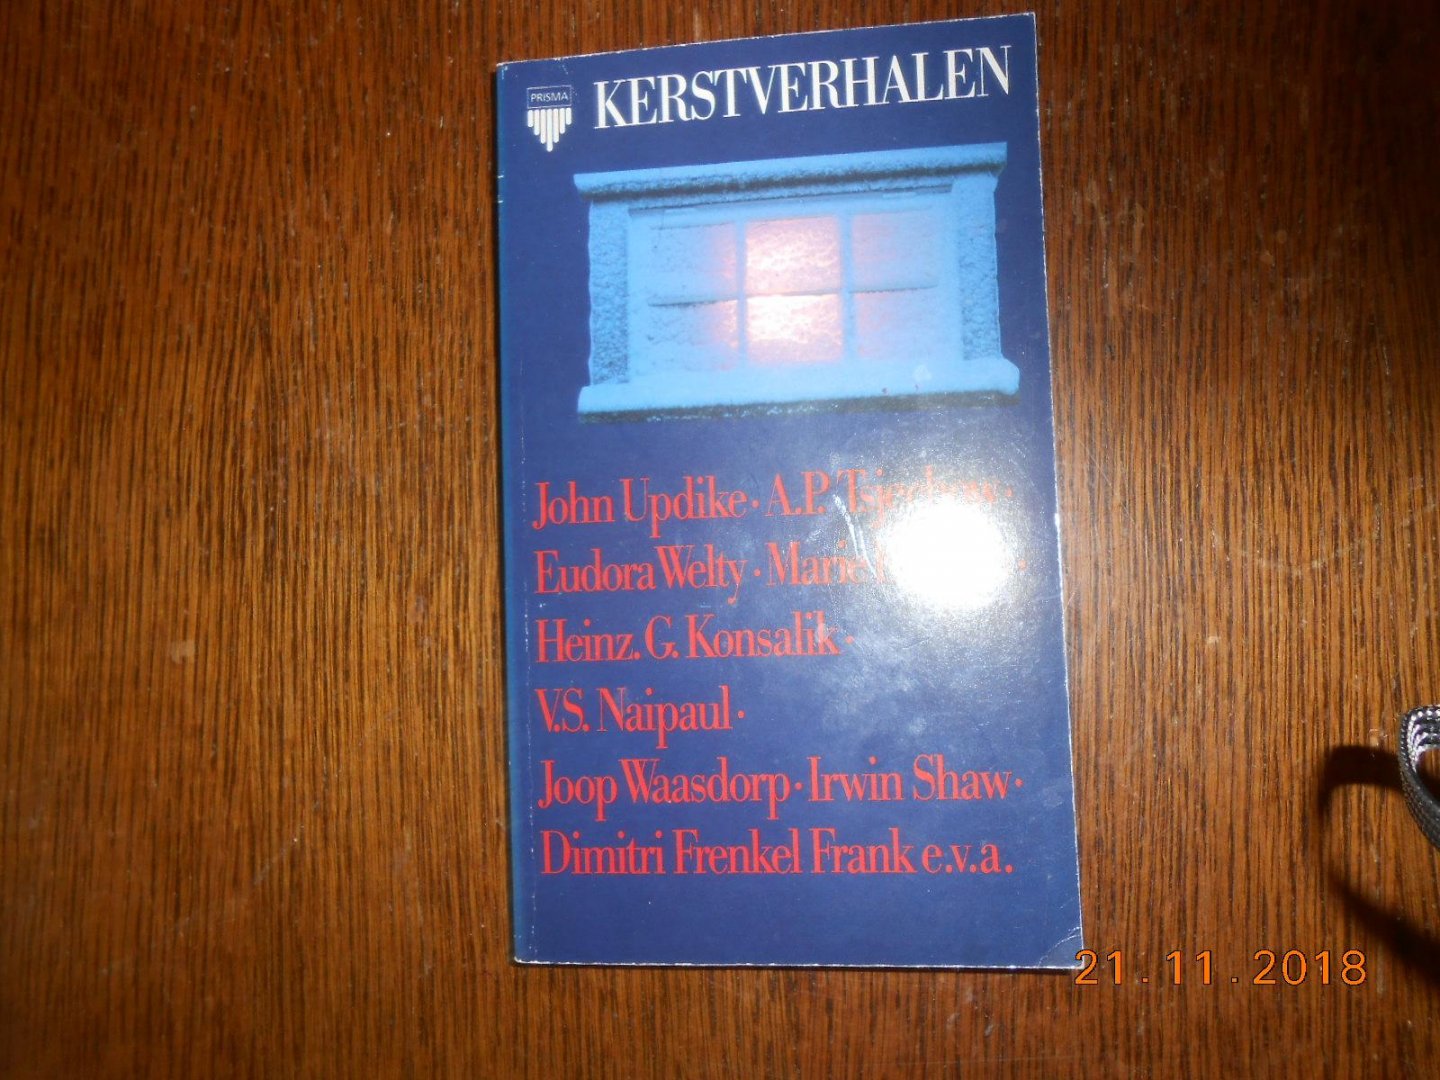 PRISMA
KERSTVERHALEN
John Updike · A.P. Tsjechow ·
Eudora Welty · Marie
Heinz. G. Konsalik ·
V.S. Naipaul ·
Joop Waasdorp · Irwin Shaw ·
Dimitri Frenkel Frank e.v.a.
21.11.2018